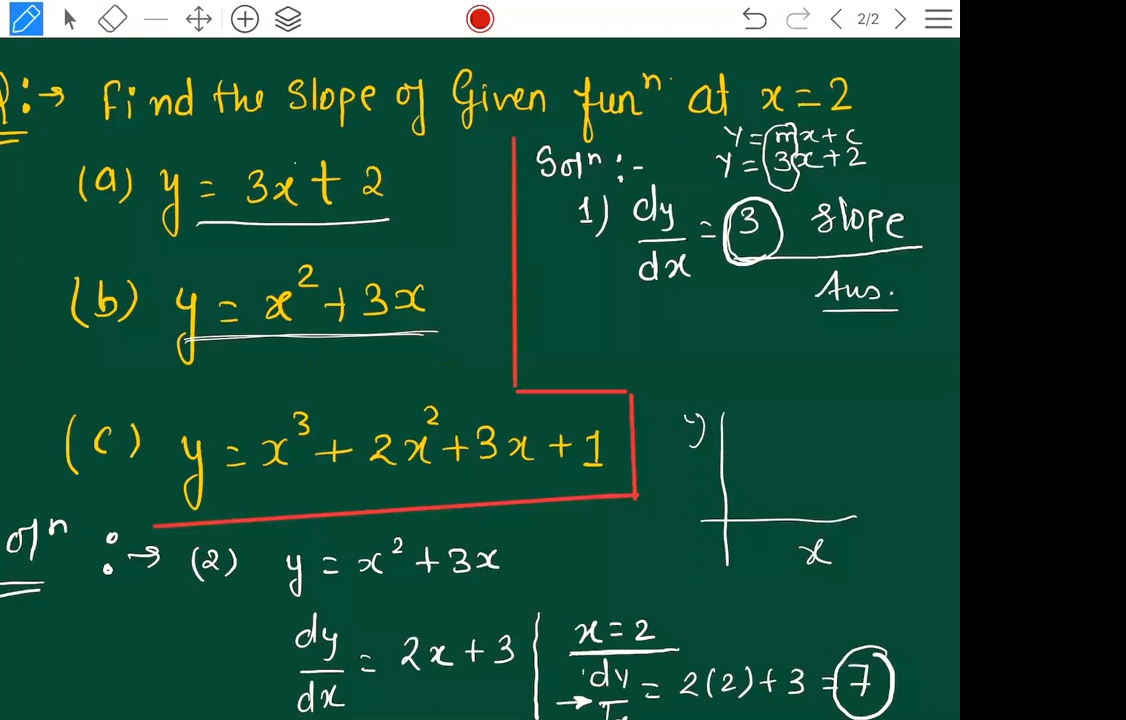 2/2
:→ Find the slope of Given funⁿ at x = 2
(a) y = 3x + 2
(b) y = x² + 3x
(c) y = x³ + 2x² + 3x + 1
Solⁿ :-
y = mx + c
y = 3x + 2
1) dy/dx = 3 slope
Ans.
y
x
olⁿ :→ (2) y = x² + 3x
dy/dx = 2x + 3
x = 2
→ dy = 2(2) + 3 = 7